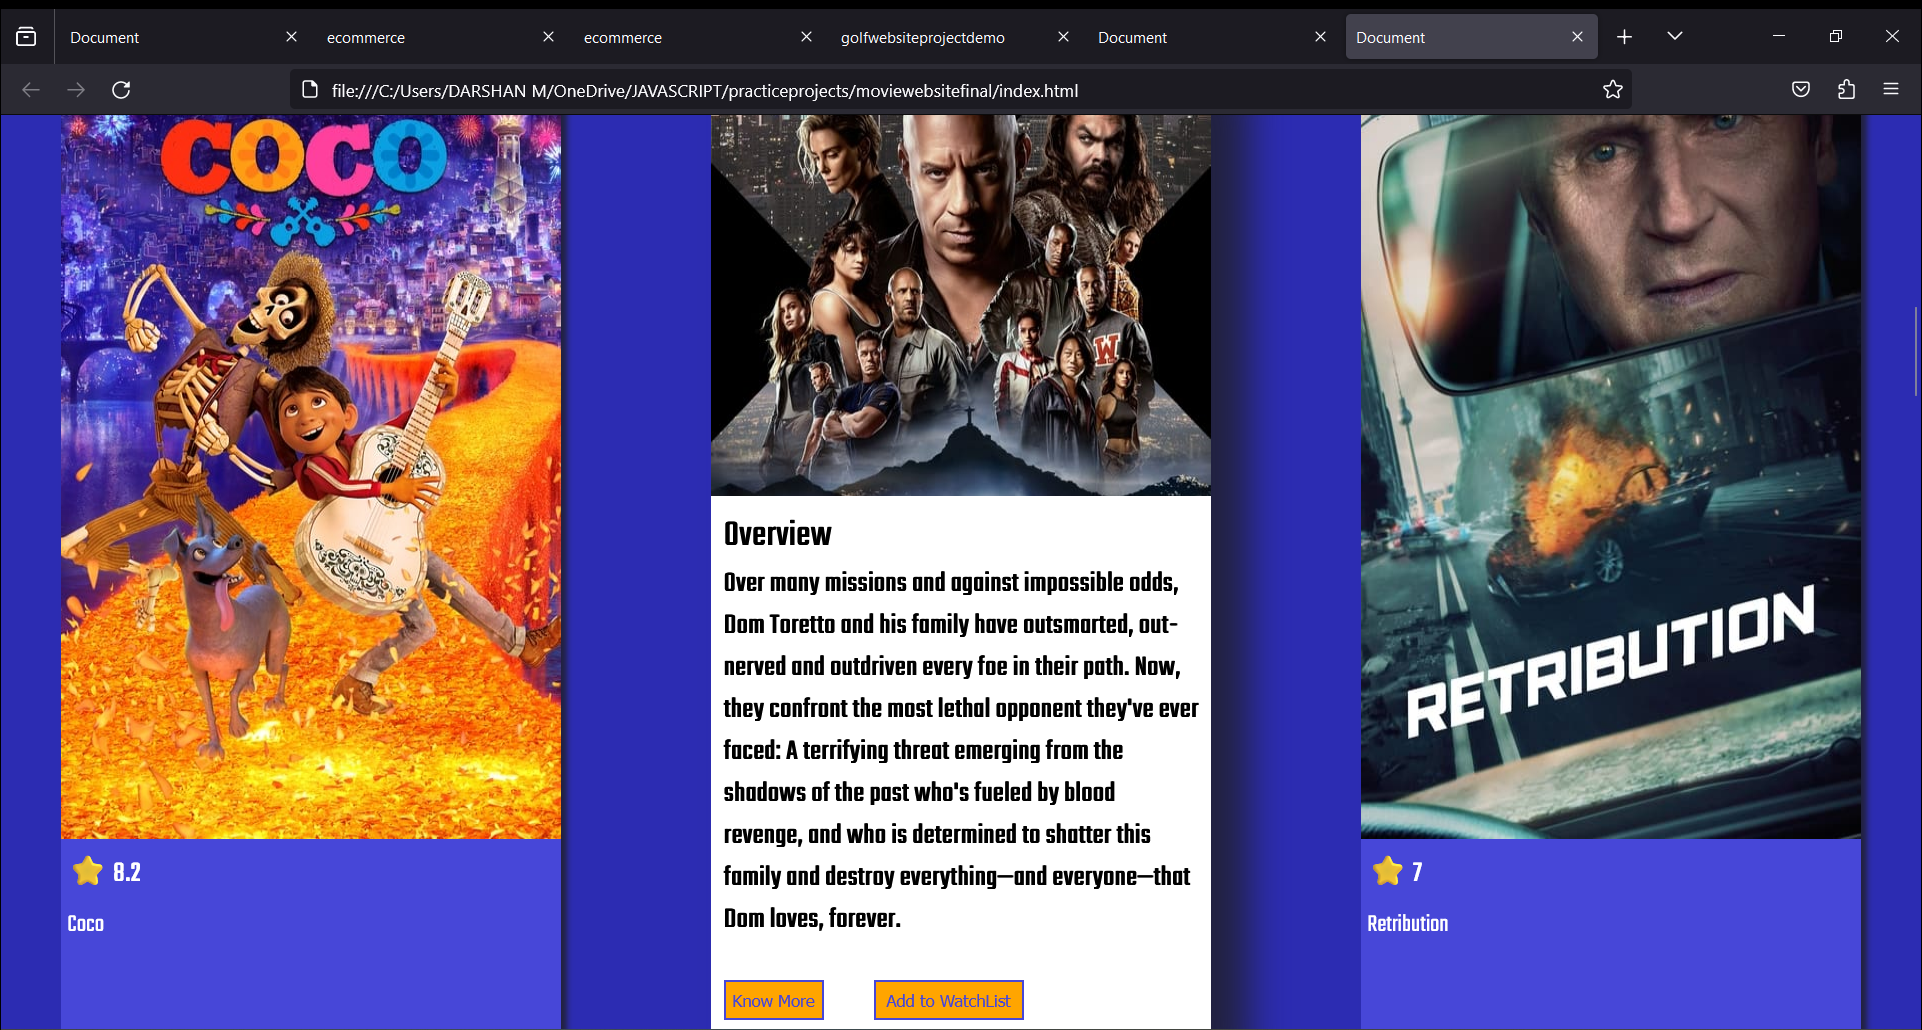 Document
ecommerce
ecommerce
golfwebsiteprojectdemo
Document
Document
file:///C:/Users/DARSHAN M/OneDrive/JAVASCRIPT/practiceprojects/moviewebsitefinal/index.html
COCO
W
RETRIBUTION
Overview
Over many missions and against impossible odds,
Dom Toretto and his family have outsmarted, out-
nerved and outdriven every foe in their path. Now,
they confront the most lethal opponent they've ever
faced: A terrifying threat emerging from the
shadows of the past who's fueled by blood
revenge, and who is determined to shatter this
family and destroy everything—and everyone—that
Dom loves, forever.
Know More
Add to WatchList
8.2
Coco
7
Retribution